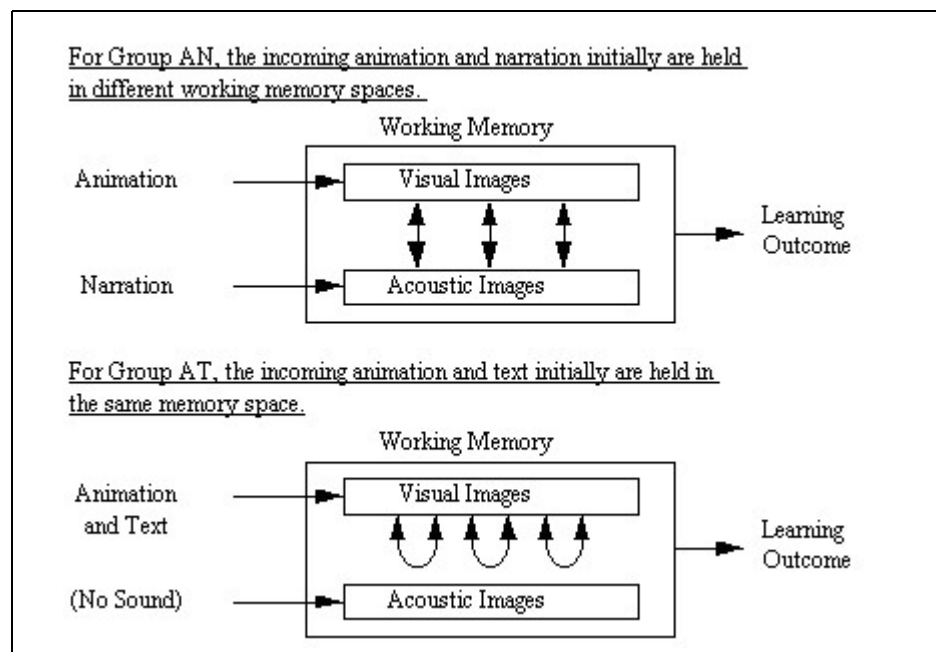 For Group AN, the incoming animation and narration initially are held
in different working memory spaces.
Working Memory
Animation
Visual Images
Learning
Outcome
Narration
Acoustic Images
For Group AT, the incoming animation and text initially are held in
the same memory space.
Working Memory
Animation
and Text
Visual Images
Learning
Outcome
(No Sound)
Acoustic Images